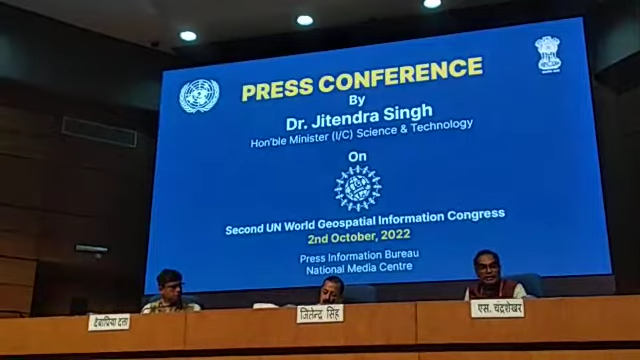 PRESS CONFERENCE
By
Dr. Jitendra Singh
Hon'ble Minister (I/C) Science & Technology
On
Second UN World Geospatial Information Congress
2nd October, 2022
Press Information Bureau
National Media Centre
देबाप्रिया दत्ता
जितेन्द्र सिंह
एस. चंद्रशेखर